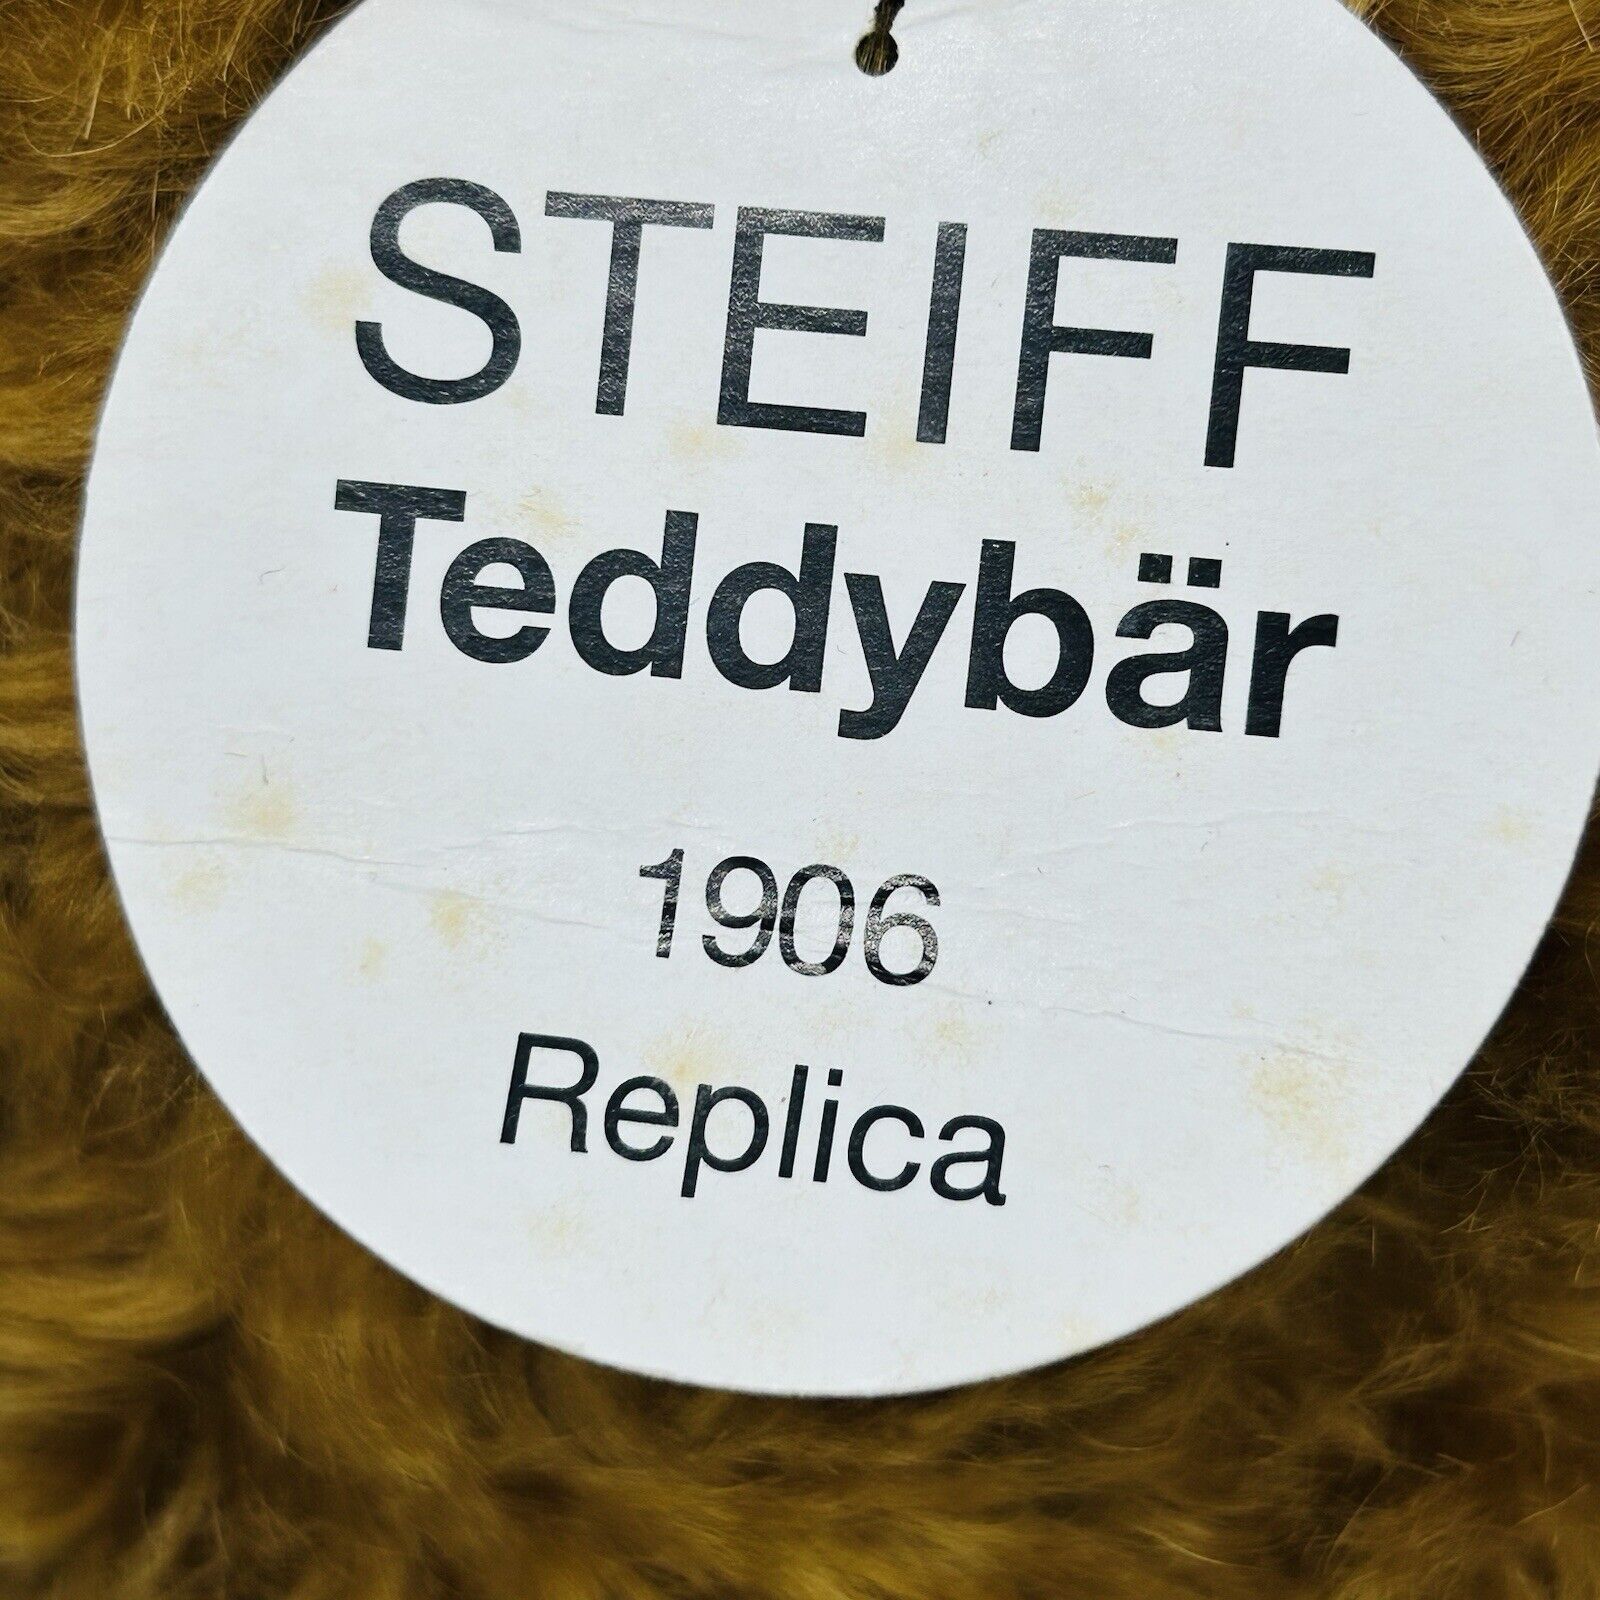 STEIFF
Teddybär
1906
Replica